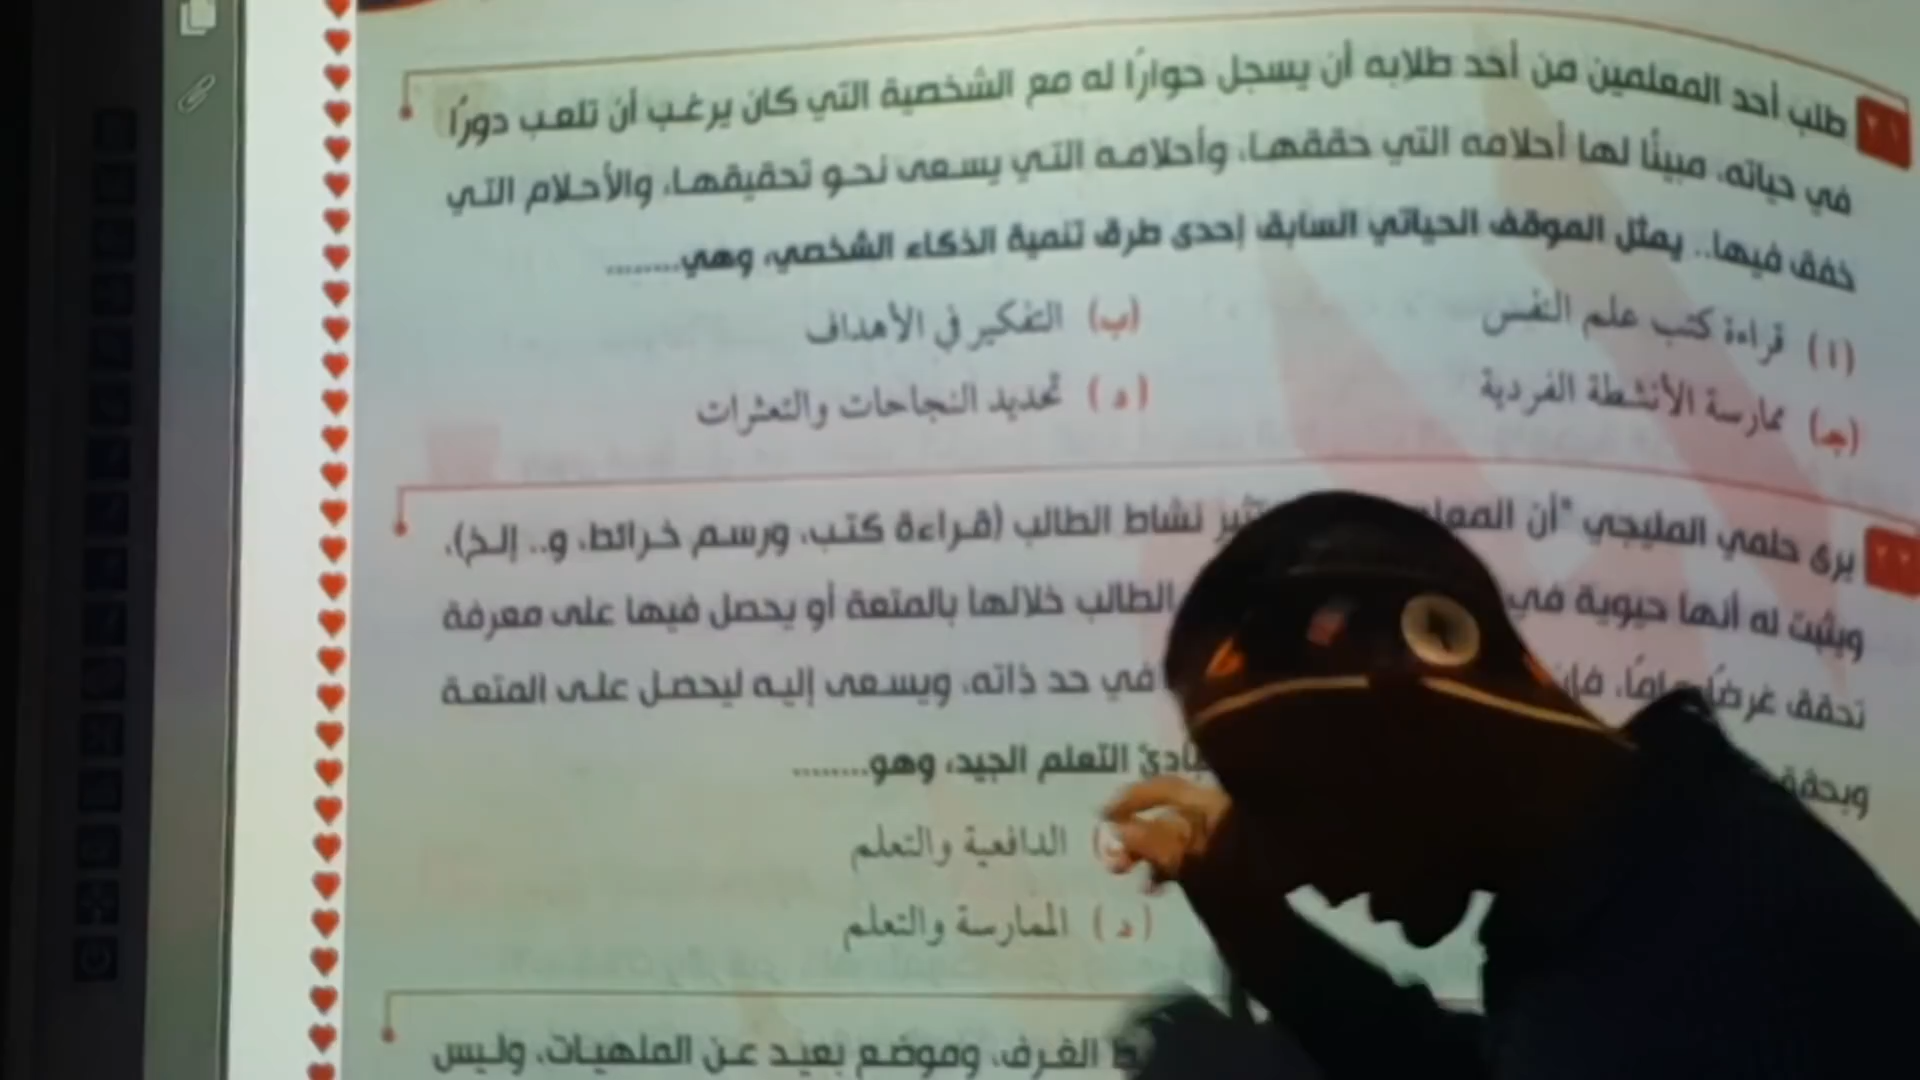 ٢١ طلب أحد المعلمين من أحد طلابه أن يسجل حوارًا له مع الشخصية التي كان يرغب أن تلعب دورًا
في حياته، مبينًا لها أحلامه التي حققها، وأحلامه التي يسعى نحو تحقيقها، والأحلام التي
خفق فيها.. يمثل الموقف الحياتي السابق إحدى طرق تنمية الذكاء الشخصي، وهي........
(أ) قراءة كتب علم النفس
(ب) التفكير في الأهداف
(جـ) ممارسة الأنشطة الفردية
(د) تحديد النجاحات والتعثرات
٢٢ يرى حلمي المليجي "أن نشاط الطالب (قراءة كتب، ورسم خرائط، و.. إلخ)،
ويثبت له أنها حيوية في الطالب خلالها بالمتعة أو يحصل فيها على معرفة
تحقق غرضًا في حد ذاته، ويسعى إليه ليحصل على المتعة
التعلم الجيد، وهو........
الدافعية والتعلم
(د) الممارسة والتعلم
الغرف، وموضع بعيد عن الملهيات، وليس